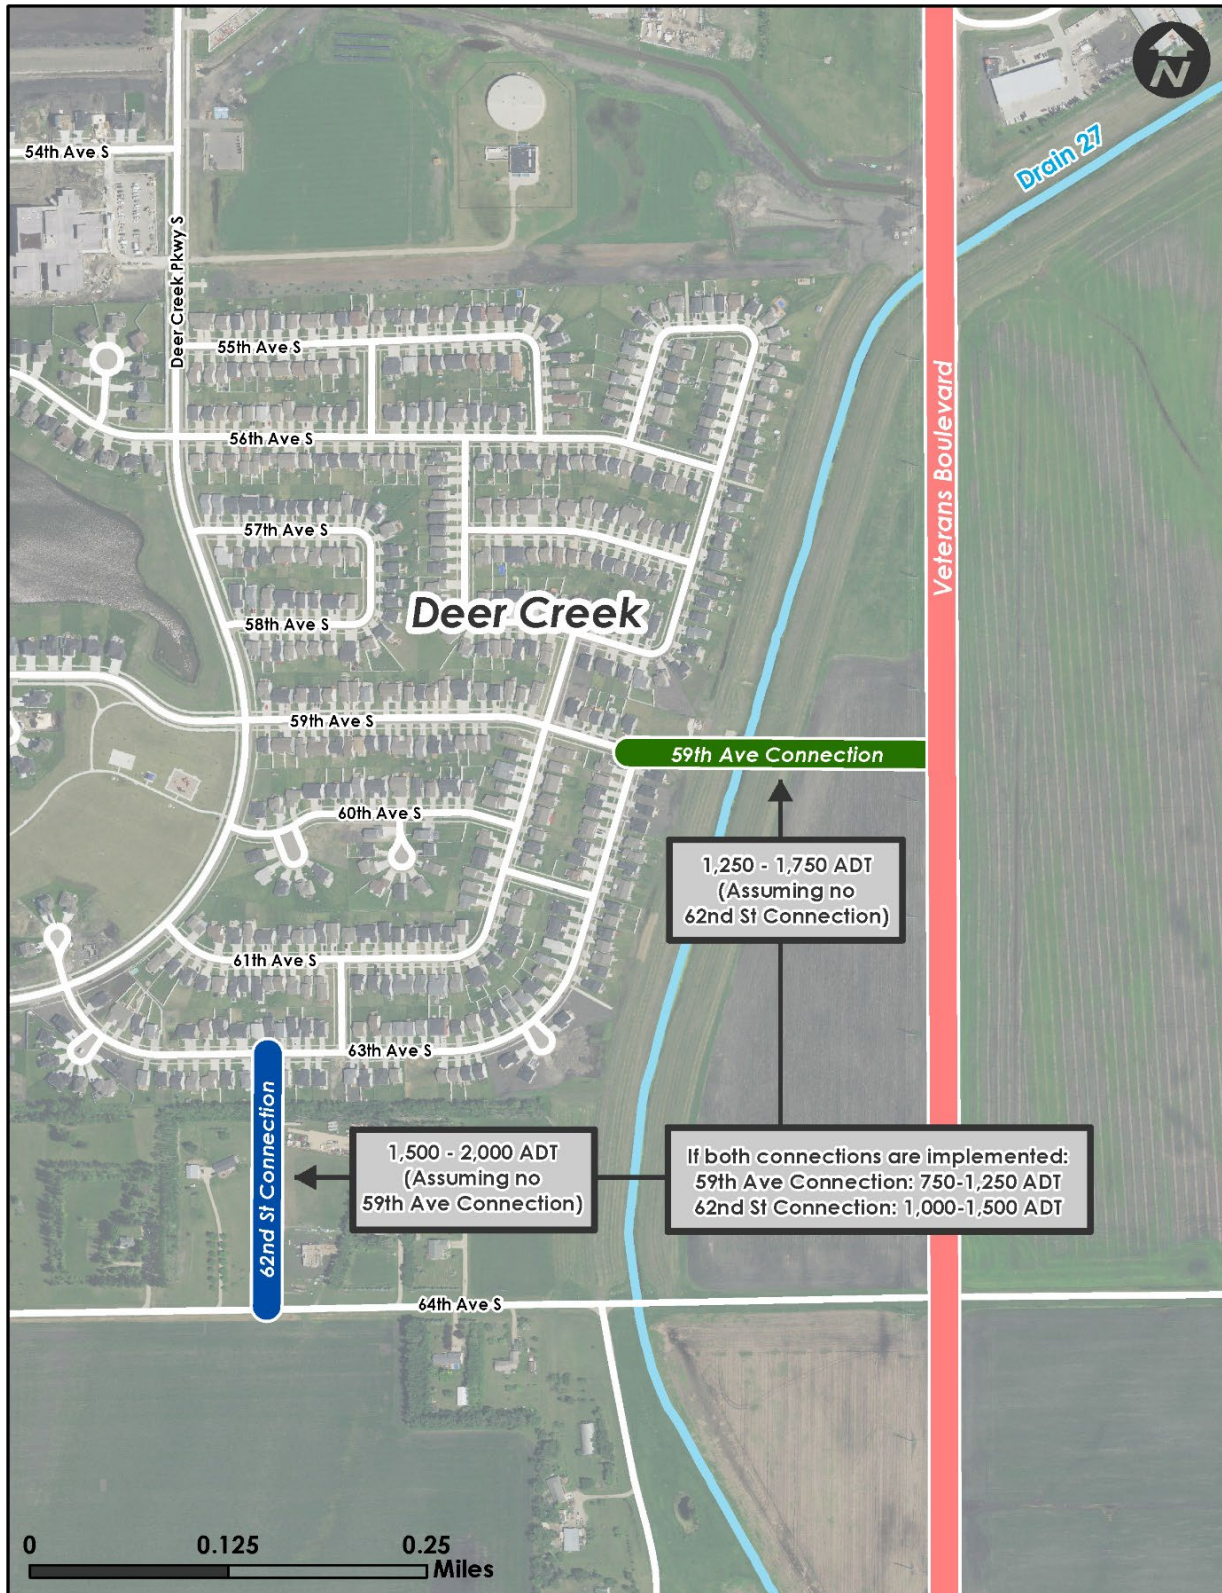 N
Drain 27
54th Ave S
Deer Creek Pkwy S
55th Ave S
Veterans Boulevard
56th Ave S
57th Ave S
Deer Creek
58th Ave S
59th Ave S
59th Ave Connection
60th Ave S
1,250 - 1,750 ADT
(Assuming no
62nd St Connection)
61th Ave S
63th Ave S
62nd St Connection
1,500 - 2,000 ADT
(Assuming no
59th Ave Connection)
If both connections are implemented:
59th Ave Connection: 750-1,250 ADT
62nd St Connection: 1,000-1,500 ADT
64th Ave S
0 0.125 0.25
Miles